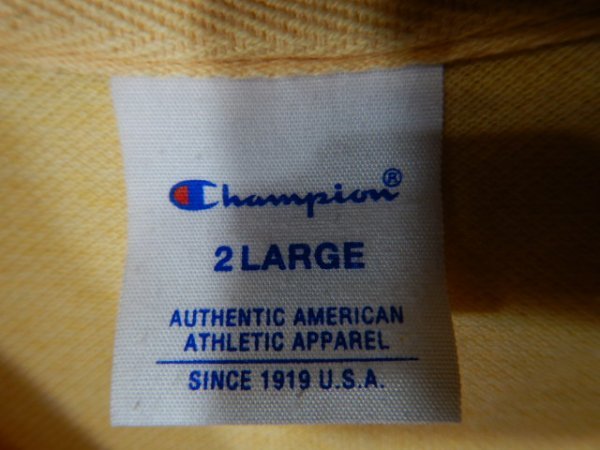 Champion®
2 LARGE
AUTHENTIC AMERICAN
ATHLETIC APPAREL
SINCE 1919 U.S.A.